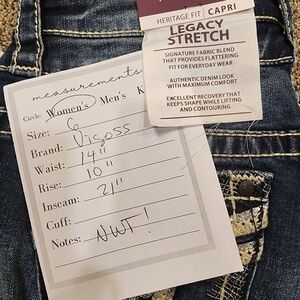 HERITAGE FIT | CAPRI
LEGACY
STRETCH
SIGNATURE FABRIC BLEND
THAT PROVIDES FLATTERING
FIT FOR EVERYDAY WEAR
AUTHENTIC DENIM LOOK
WITH MAXIMUM COMFORT
EXCELLENT RECOVERY THAT
KEEPS SHAPE WHILE LIFTING
AND CONTOURING
measurements
Circle: Women's Men's K
Size: 6
Brand: Vigoss
Waist: 14"
Rise: 10"
Inseam: 21"
Cuff:
Notes: NWT!